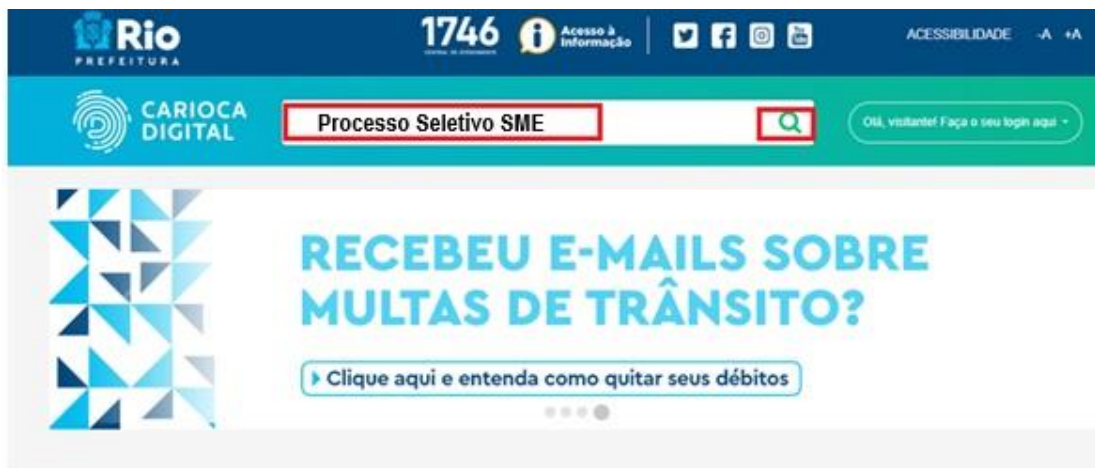 Rio
PREFEITURA
1746
Acesso à
Informação
ACESSIBILIDADE -A +A
CARIOCA
DIGITAL
Processo Seletivo SME
Olá, visitante! Faça o seu login aqui
RECEBEU E-MAILS SOBRE
MULTAS DE TRÂNSITO?
Clique aqui e entenda como quitar seus débitos